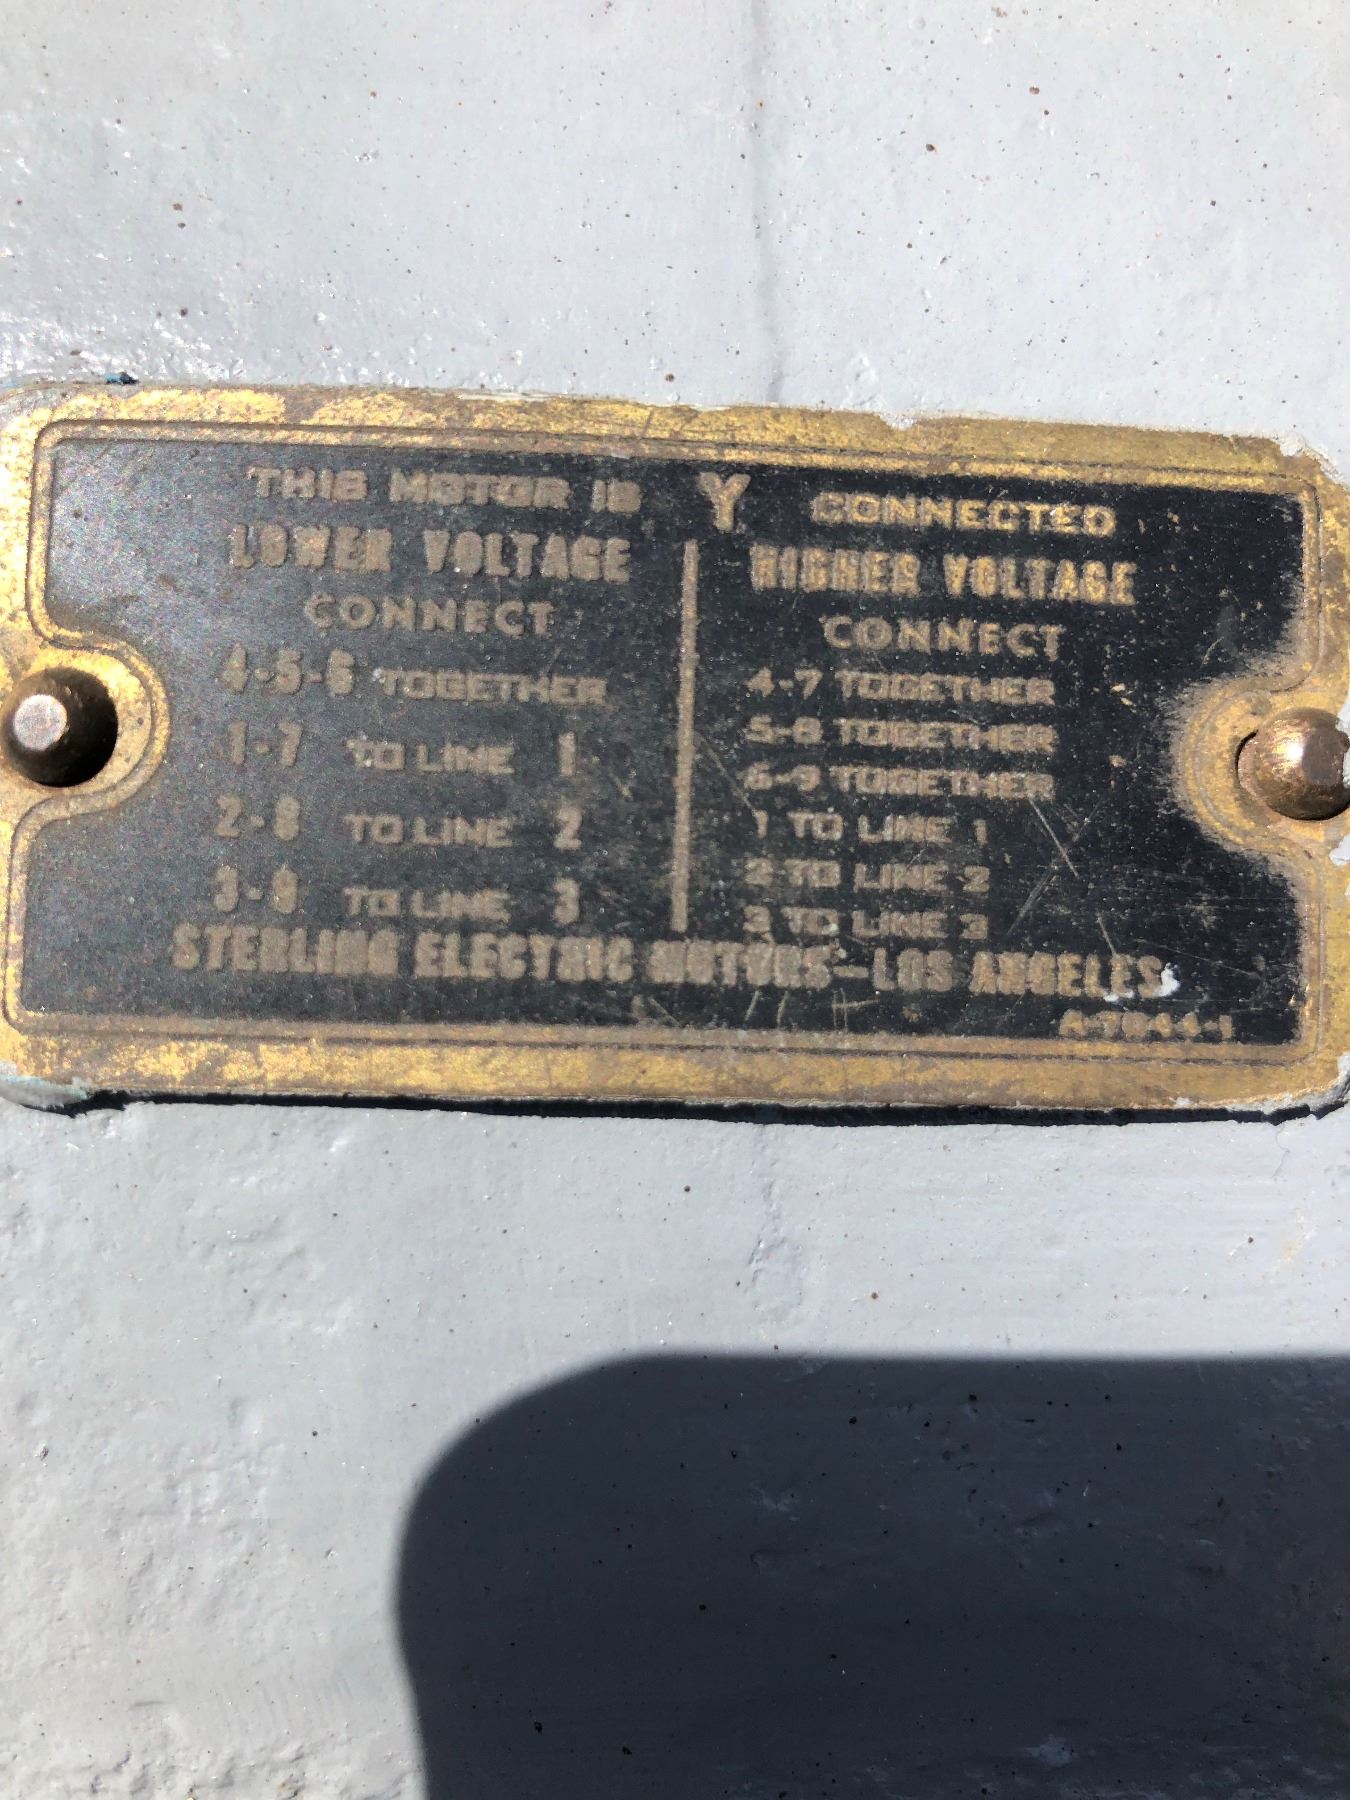 THIS MOTOR IS Y CONNECTED
LOWER VOLTAGE
CONNECT
4-5-6 TOGETHER
1-7 TO LINE 1
2-8 TO LINE 2
3-9 TO LINE 3
HIGHER VOLTAGE
CONNECT
4-7 TOGETHER
5-8 TOGETHER
6-9 TOGETHER
1 TO LINE 1
2 TO LINE 2
3 TO LINE 3
STERLING ELECTRIC MOTORS-LOS ANGELES